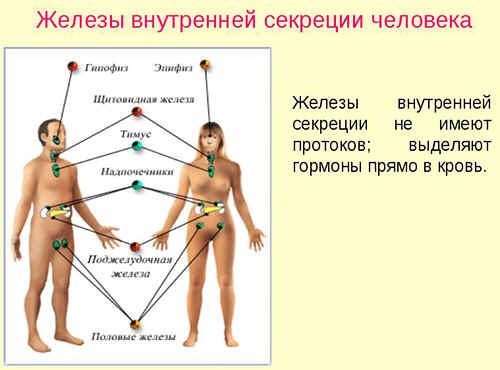 Железы внутренней секреции человека
Гипофиз Эпифиз
Щитовидная железа
Тимус
Надпочечники
Поджелудочная
железа
Половые железы
Железы внутренней
секреции не имеют
протоков; выделяют
гормоны прямо в кровь.